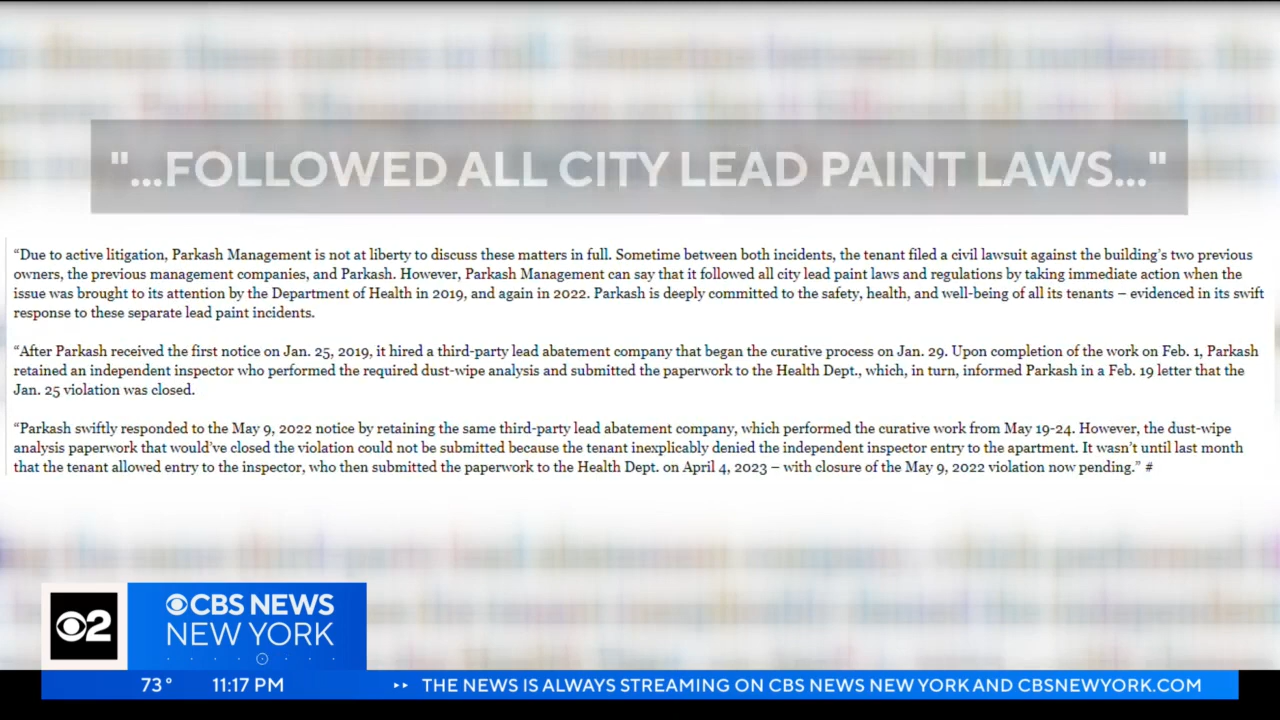 "...FOLLOWED ALL CITY LEAD PAINT LAWS..."
“Due to active litigation, Parkash Management is not at liberty to discuss these matters in full. Sometime between both incidents, the tenant filed a civil lawsuit against the building’s two previous
owners, the previous management companies, and Parkash. However, Parkash Management can say that it followed all city lead paint laws and regulations by taking immediate action when the
issue was brought to its attention by the Department of Health in 2019, and again in 2022. Parkash is deeply committed to the safety, health, and well-being of all its tenants – evidenced in its swift
response to these separate lead paint incidents.
“After Parkash received the first notice on Jan. 25, 2019, it hired a third-party lead abatement company that began the curative process on Jan. 29. Upon completion of the work on Feb. 1, Parkash
retained an independent inspector who performed the required dust-wipe analysis and submitted the paperwork to the Health Dept., which, in turn, informed Parkash in a Feb. 19 letter that the
Jan. 25 violation was closed.
“Parkash swiftly responded to the May 9, 2022 notice by retaining the same third-party lead abatement company, which performed the curative work from May 19-24. However, the dust-wipe
analysis paperwork that would’ve closed the violation could not be submitted because the tenant inexplicably denied the independent inspector entry to the apartment. It wasn’t until last month
that the tenant allowed entry to the inspector, who then submitted the paperwork to the Health Dept. on April 4, 2023 – with closure of the May 9, 2022 violation now pending.” #
2
CBS NEWS
NEW YORK
73° 11:17 PM THE NEWS IS ALWAYS STREAMING ON CBS NEWS NEW YORK AND CBSNEWYORK.COM